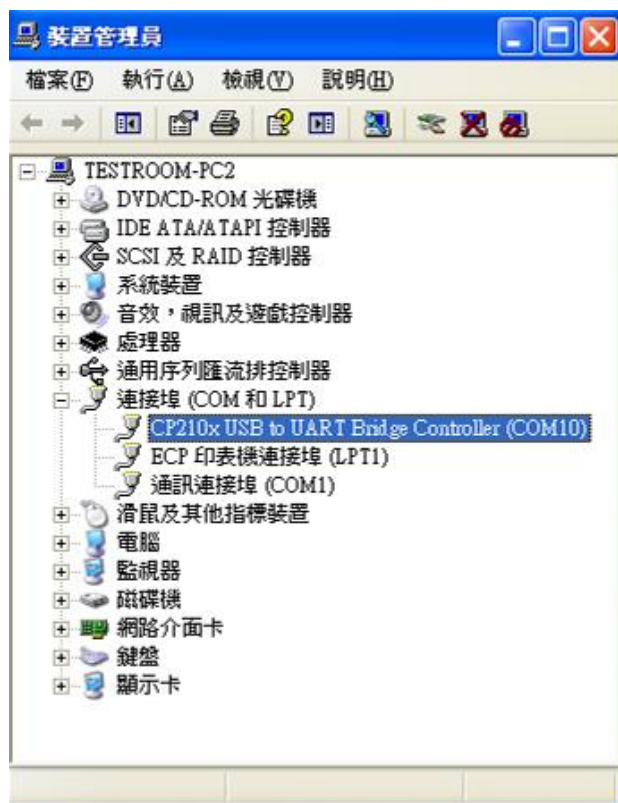 裝置管理員
檔案(F) 執行(A) 檢視(V) 說明(H)
TESTROOM-PC2
DVD/CD-ROM 光碟機
IDE ATA/ATAPI 控制器
SCSI 及 RAID 控制器
系統裝置
音效，視訊及遊戲控制器
處理器
通用序列匯流排控制器
連接埠 (COM 和 LPT)
CP210x USB to UART Bridge Controller (COM10)
ECP 印表機連接埠 (LPT1)
通訊連接埠 (COM1)
滑鼠及其他指標裝置
電腦
監視器
磁碟機
網路介面卡
鍵盤
顯示卡